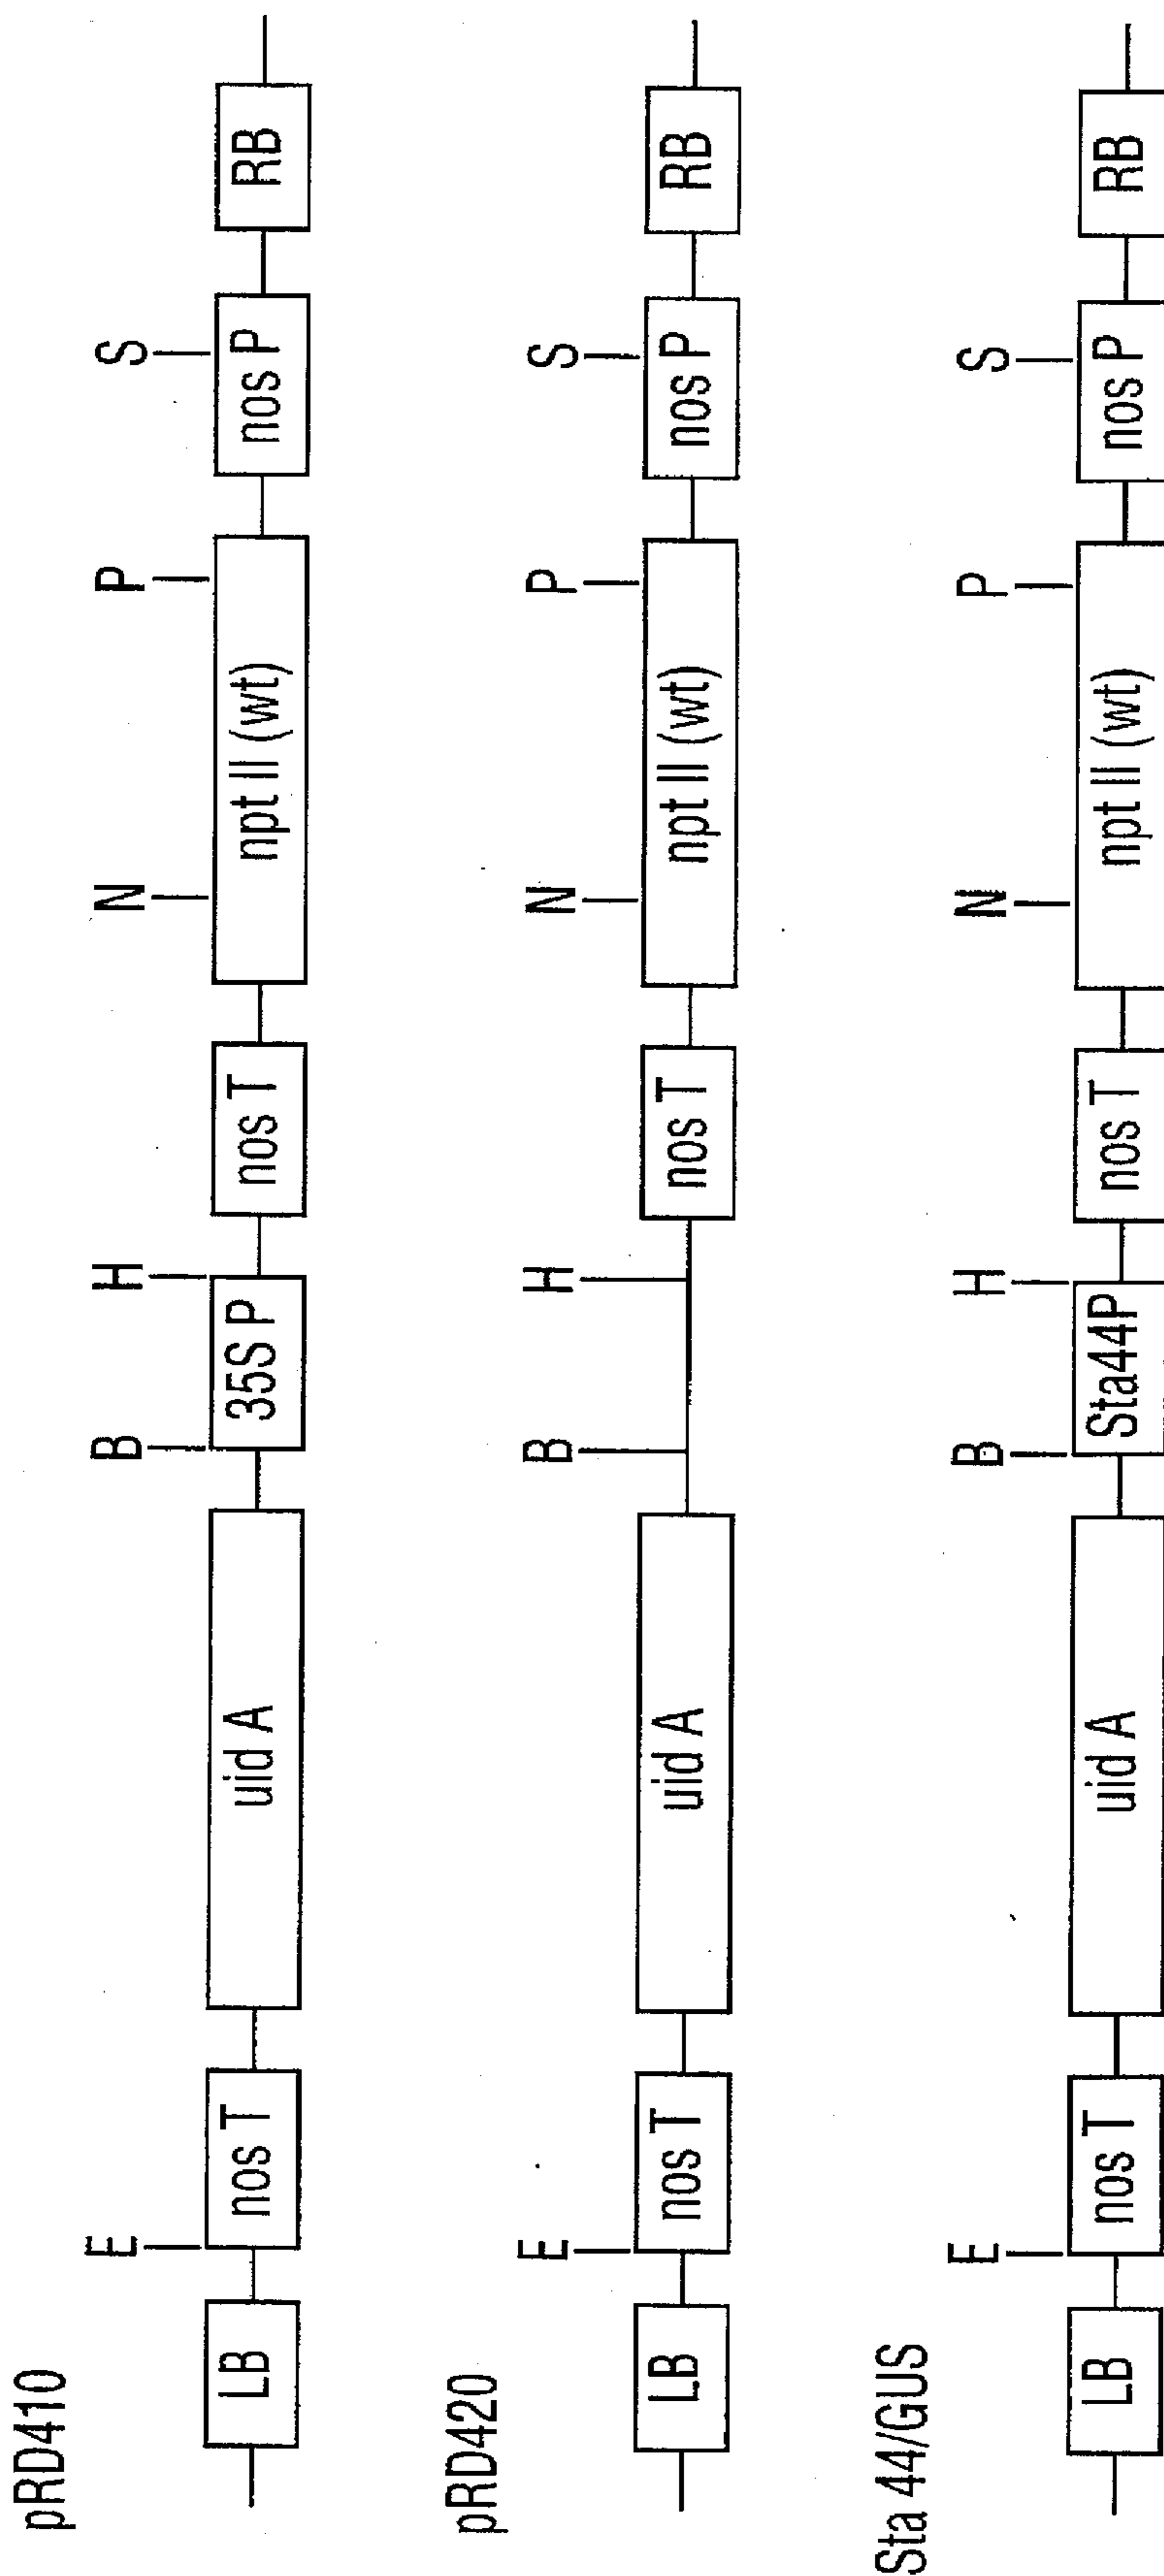 pRD410
E B H N P S
LB nos T uid A 35S P nos T npt II (wt) nos P RB
pRD420
E B H N P S
LB nos T uid A nos T npt II (wt) nos P RB
Sta 44/GUS
E B H N P S
LB nos T uid A Sta44P nos T npt II (wt) nos P RB